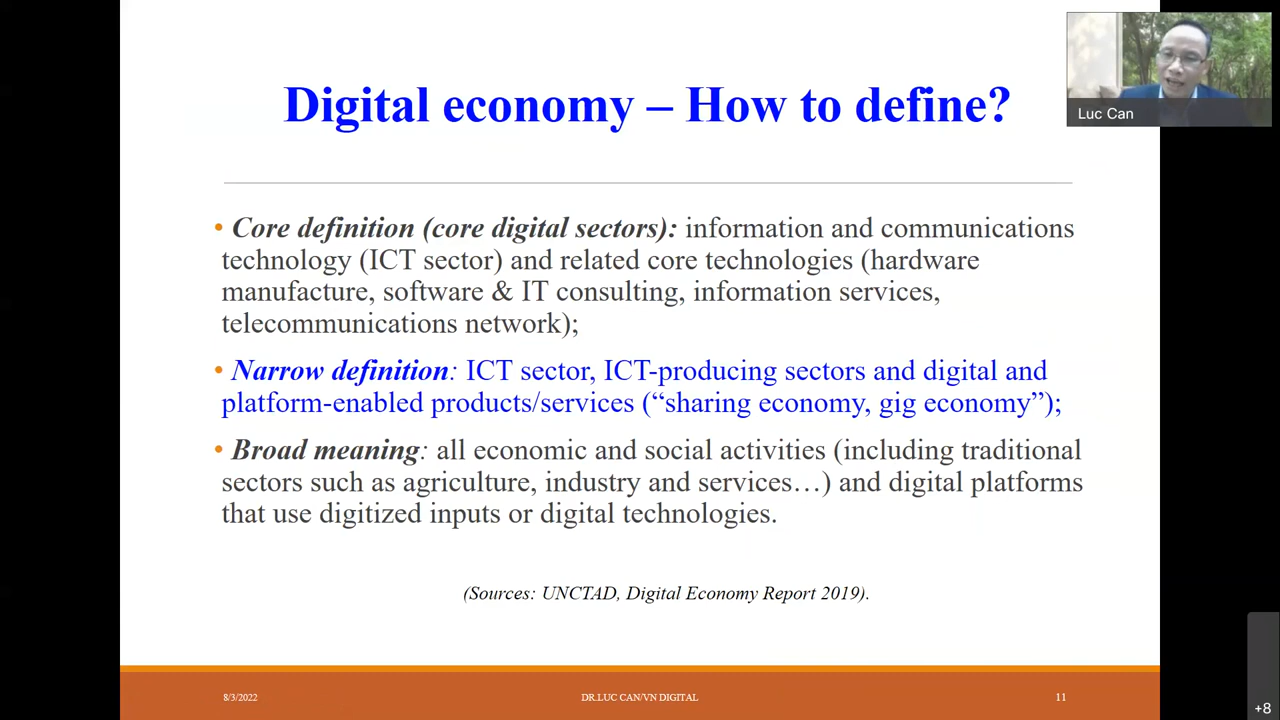 Digital economy – How to define?
Luc Can
• Core definition (core digital sectors): information and communications
technology (ICT sector) and related core technologies (hardware
manufacture, software & IT consulting, information services,
telecommunications network);
• Narrow definition: ICT sector, ICT-producing sectors and digital and
platform-enabled products/services (“sharing economy, gig economy”);
• Broad meaning: all economic and social activities (including traditional
sectors such as agriculture, industry and services…) and digital platforms
that use digitized inputs or digital technologies.
(Sources: UNCTAD, Digital Economy Report 2019).
8/3/2022
DR.LUC CAN/VN DIGITAL
11
+8